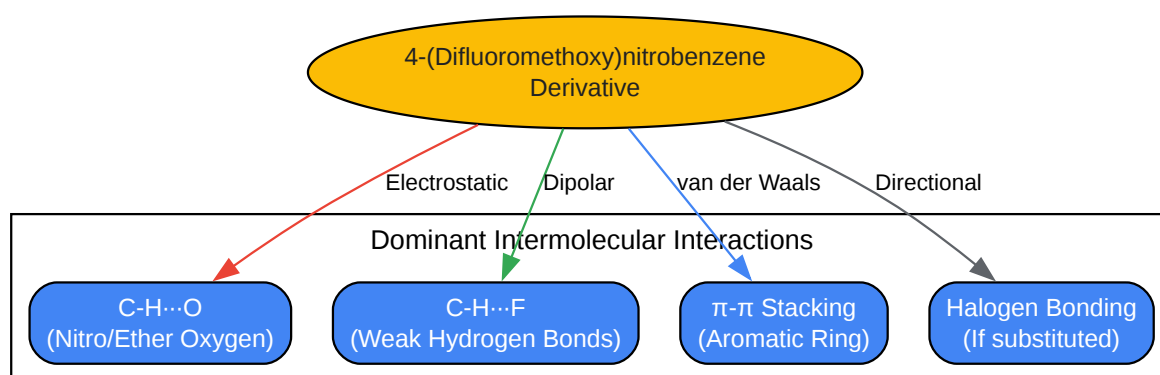 4-(Difluoromethoxy)nitrobenzene
Derivative
Electrostatic
Dipolar
van der Waals
Directional
Dominant Intermolecular Interactions
C-H···O
(Nitro/Ether Oxygen)
C-H···F
(Weak Hydrogen Bonds)
π-π Stacking
(Aromatic Ring)
Halogen Bonding
(If substituted)